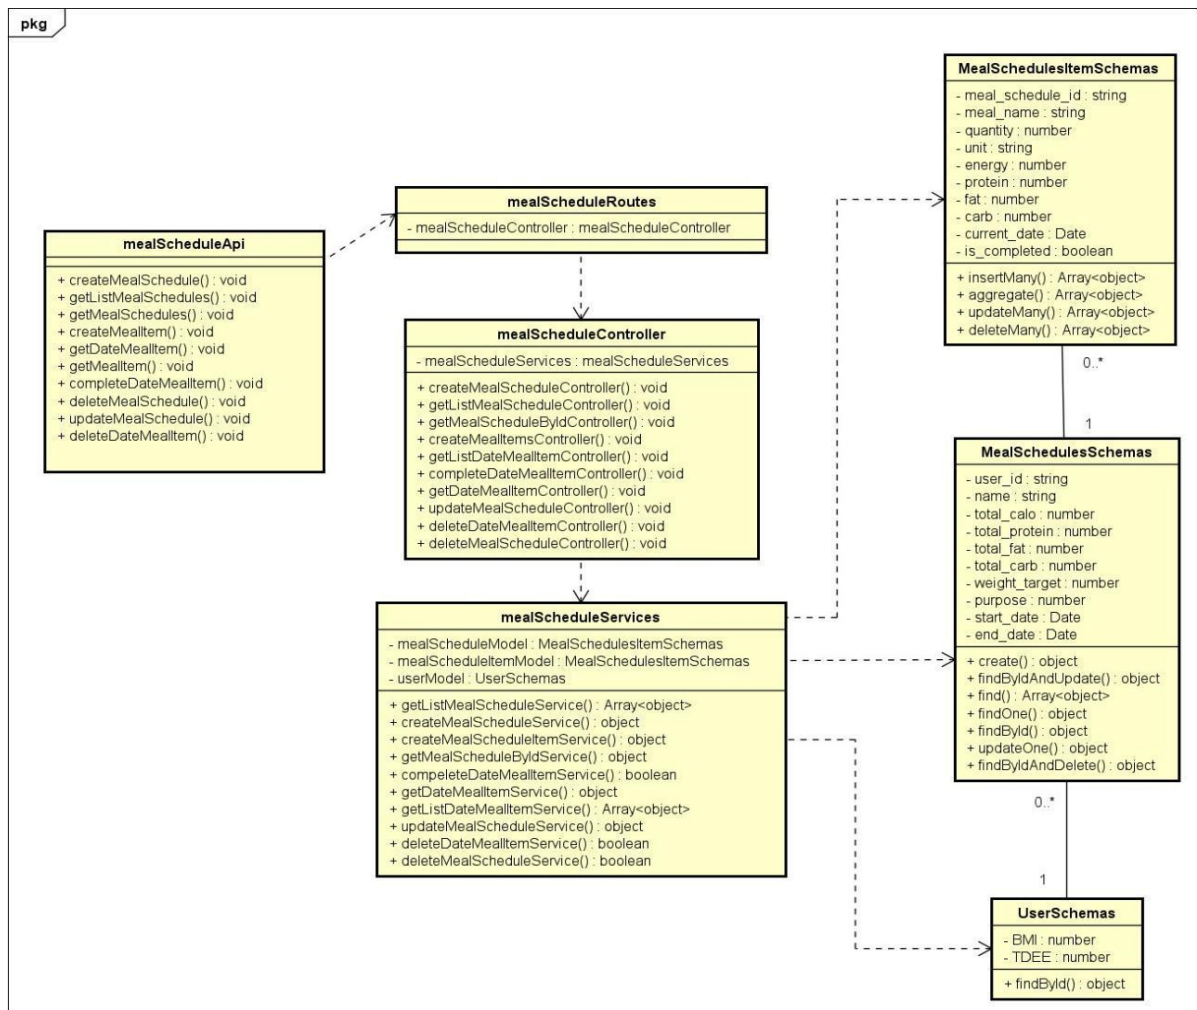 pkg
MealSchedulesItemSchemas
- meal_schedule_id : string
- meal_name : string
- quantity : number
- unit : string
- energy : number
- protein : number
- fat : number
- carb : number
- current_date : Date
- is_completed : boolean
+ insertMany() : Array<object>
+ aggregate() : Array<object>
+ updateMany() : Array<object>
+ deleteMany() : Array<object>
mealScheduleRoutes
- mealScheduleController : mealScheduleController
mealScheduleApi
+ createMealSchedule() : void
+ getListMealSchedules() : void
+ getMealSchedules() : void
+ createMealItem() : void
+ getDateMealItem() : void
+ getMealItem() : void
+ completeDateMealItem() : void
+ deleteMealSchedule() : void
+ updateMealSchedule() : void
+ deleteDateMealItem() : void
mealScheduleController
- mealScheduleServices : mealScheduleServices
+ createMealScheduleController() : void
+ getListMealScheduleController() : void
+ getMealScheduleByIdController() : void
+ createMealItemsController() : void
+ getListDateMealItemController() : void
+ completeDateMealItemController() : void
+ getDateMealItemController() : void
+ updateMealScheduleController() : void
+ deleteDateMealItemController() : void
+ deleteMealScheduleController() : void
0..*
1
MealSchedulesSchemas
- user_id : string
- name : string
- total_calo : number
- total_protein : number
- total_fat : number
- total_carb : number
- weight_target : number
- purpose : number
- start_date : Date
- end_date : Date
+ create() : object
+ findByIdAndUpdate() : object
+ find() : Array<object>
+ findOne() : object
+ findById() : object
+ updateOne() : object
+ findByIdAndDelete() : object
mealScheduleServices
- mealScheduleModel : MealSchedulesItemSchemas
- mealScheduleItemModel : MealSchedulesItemSchemas
- userModel : UserSchemas
+ getListMealScheduleService() : Array<object>
+ createMealScheduleService() : object
+ createMealScheduleItemService() : object
+ getMealScheduleByIdService() : object
+ compeleteDateMealItemService() : boolean
+ getDateMealItemService() : object
+ getListDateMealItemService() : Array<object>
+ updateMealScheduleService() : object
+ deleteDateMealItemService() : boolean
+ deleteMealScheduleService() : boolean
0..*
1
UserSchemas
- BMI : number
- TDEE : number
+ findById() : object